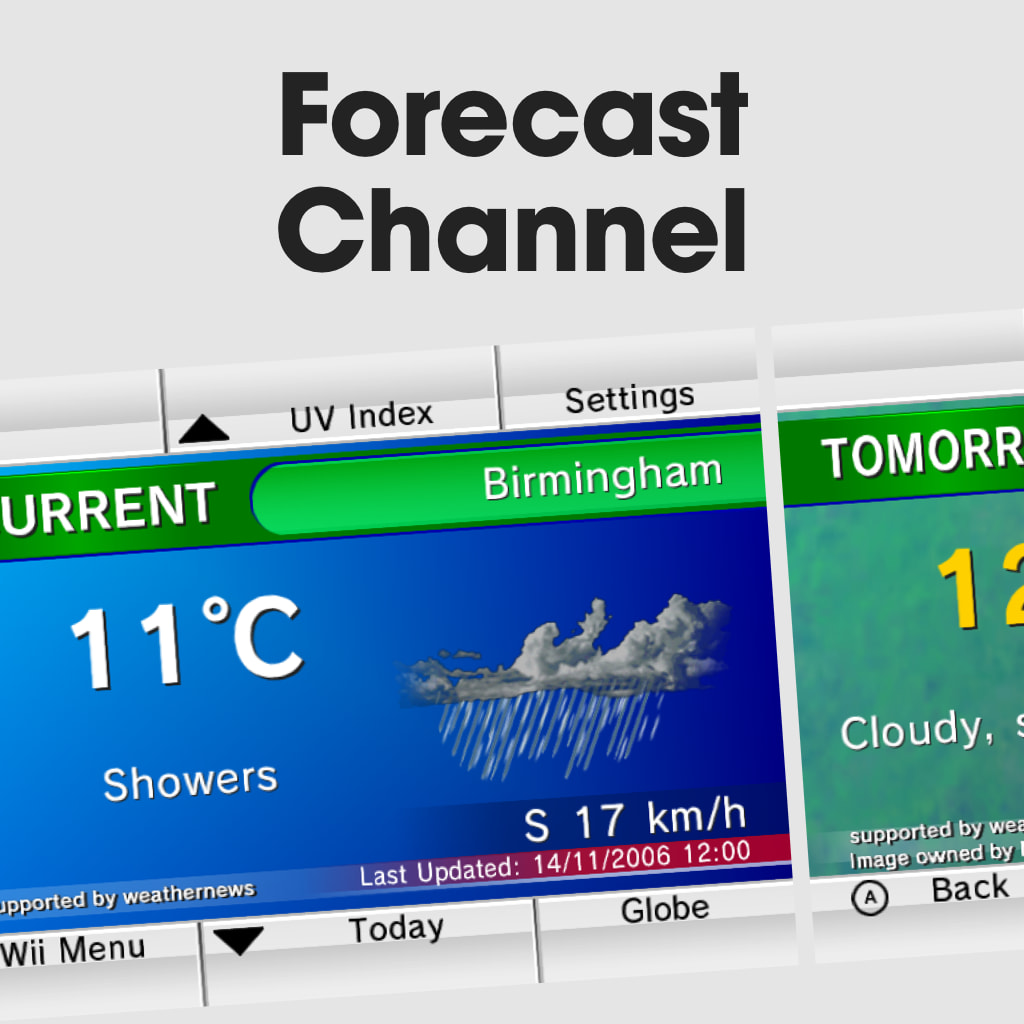 Forecast
Channel
UV Index
Settings
URRENT
Birmingham
11°C
Showers
S 17 km/h
Last Updated: 14/11/2006 12:00
pported by weathernews
Wii Menu
Today
Globe
TOMORR
12
Cloudy, s
supported by wea
Image owned by
A Back